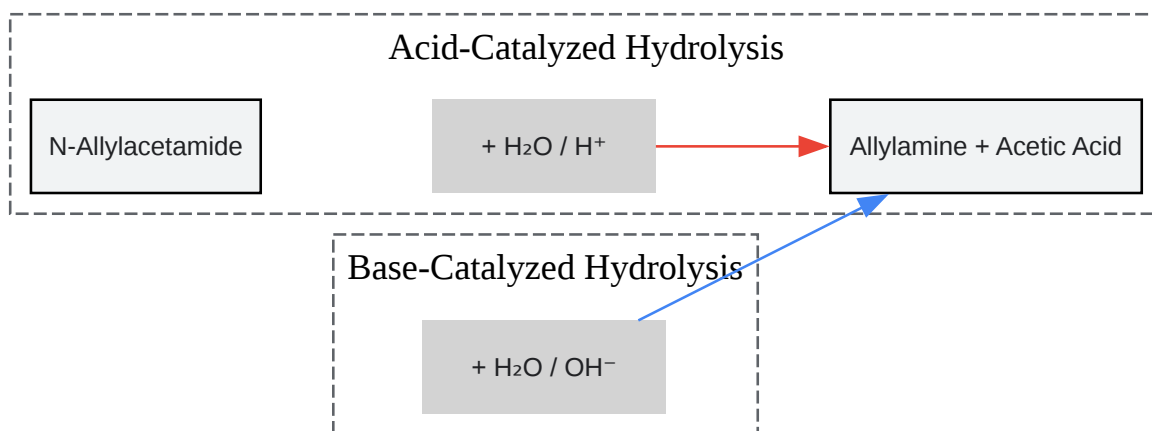 Acid-Catalyzed Hydrolysis
N-Allylacetamide
+ H₂O / H⁺
Allylamine + Acetic Acid
Base-Catalyzed Hydrolysis
+ H₂O / OH⁻